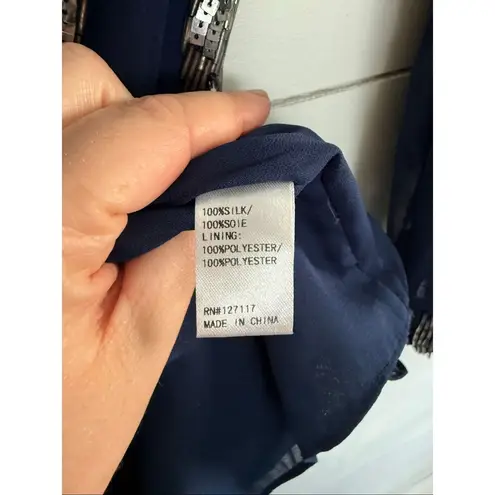 100%SILK/
100%SOIE
LINING:
100%POLYESTER/
100%POLYESTER
RN#127117
MADE IN CHINA